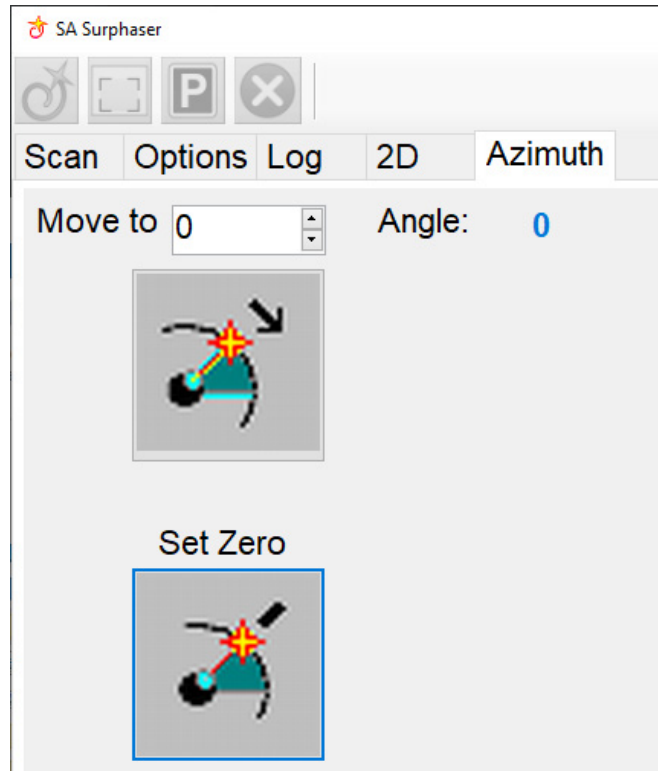 SA Surphaser
P
Scan Options Log 2D Azimuth
Move to 0 Angle: 0
Set Zero